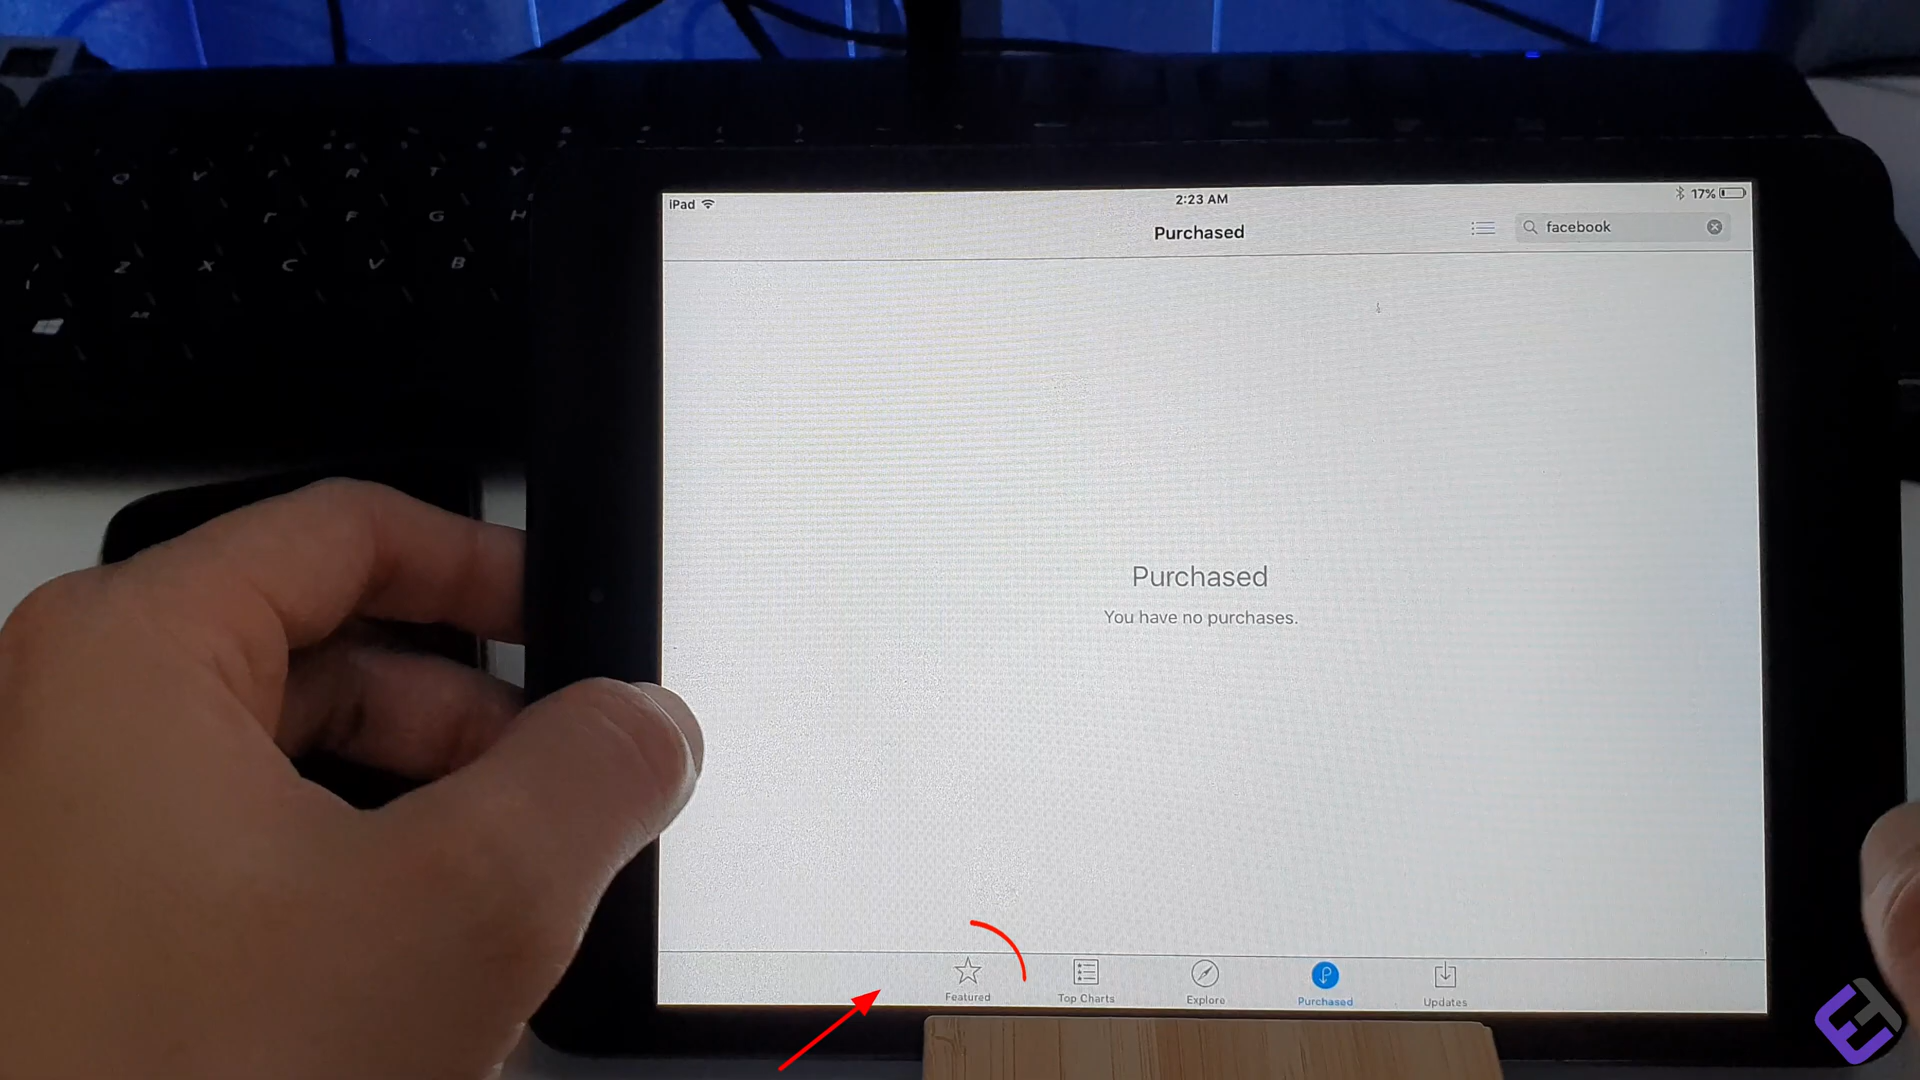 iPad
2:23 AM
17%
Purchased
facebook
Purchased
You have no purchases.
Featured
Top Charts
Explore
Purchased
Updates
R
T
Y
F
G
H
Z
X
C
V
B